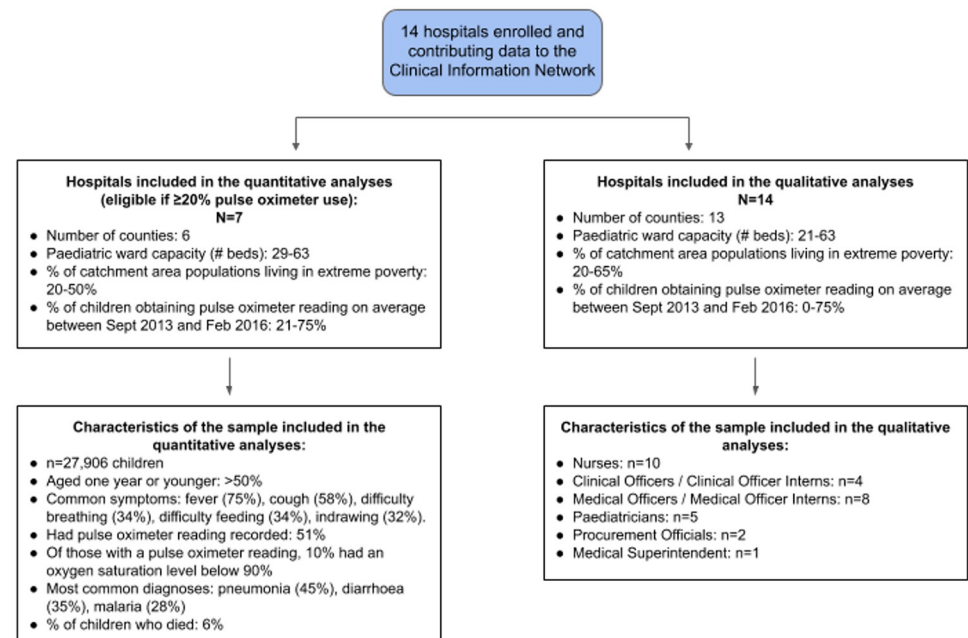 14 hospitals enrolled and
contributing data to the
Clinical Information Network
Hospitals included in the quantitative analyses
(eligible if ≥20% pulse oximeter use):
N=7
● Number of counties: 6
● Paediatric ward capacity (# beds): 29-63
● % of catchment area populations living in extreme poverty:
20-50%
● % of children obtaining pulse oximeter reading on average
between Sept 2013 and Feb 2016: 21-75%
Hospitals included in the qualitative analyses
N=14
● Number of counties: 13
● Paediatric ward capacity (# beds): 21-63
● % of catchment area populations living in extreme poverty:
20-65%
● % of children obtaining pulse oximeter reading on average
between Sept 2013 and Feb 2016: 0-75%
Characteristics of the sample included in the
quantitative analyses:
● n=27,906 children
● Aged one year or younger: >50%
● Common symptoms: fever (75%), cough (58%), difficulty
breathing (34%), difficulty feeding (34%), indrawing (32%).
● Had pulse oximeter reading recorded: 51%
● Of those with a pulse oximeter reading, 10% had an
oxygen saturation level below 90%
● Most common diagnoses: pneumonia (45%), diarrhoea
(35%), malaria (28%)
● % of children who died: 6%
Characteristics of the sample included in the qualitative
analyses:
● Nurses: n=10
● Clinical Officers / Clinical Officer Interns: n=4
● Medical Officers / Medical Officer Interns: n=8
● Paediatricians: n=5
● Procurement Officials: n=2
● Medical Superintendent: n=1